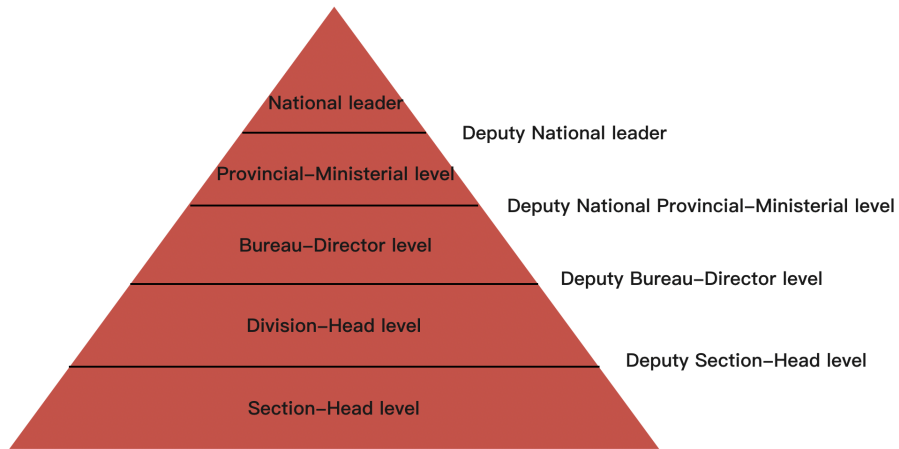 National leader
Deputy National leader
Provincial–Ministerial level
Deputy National Provincial–Ministerial level
Bureau–Director level
Deputy Bureau–Director level
Division–Head level
Deputy Section–Head level
Section–Head level